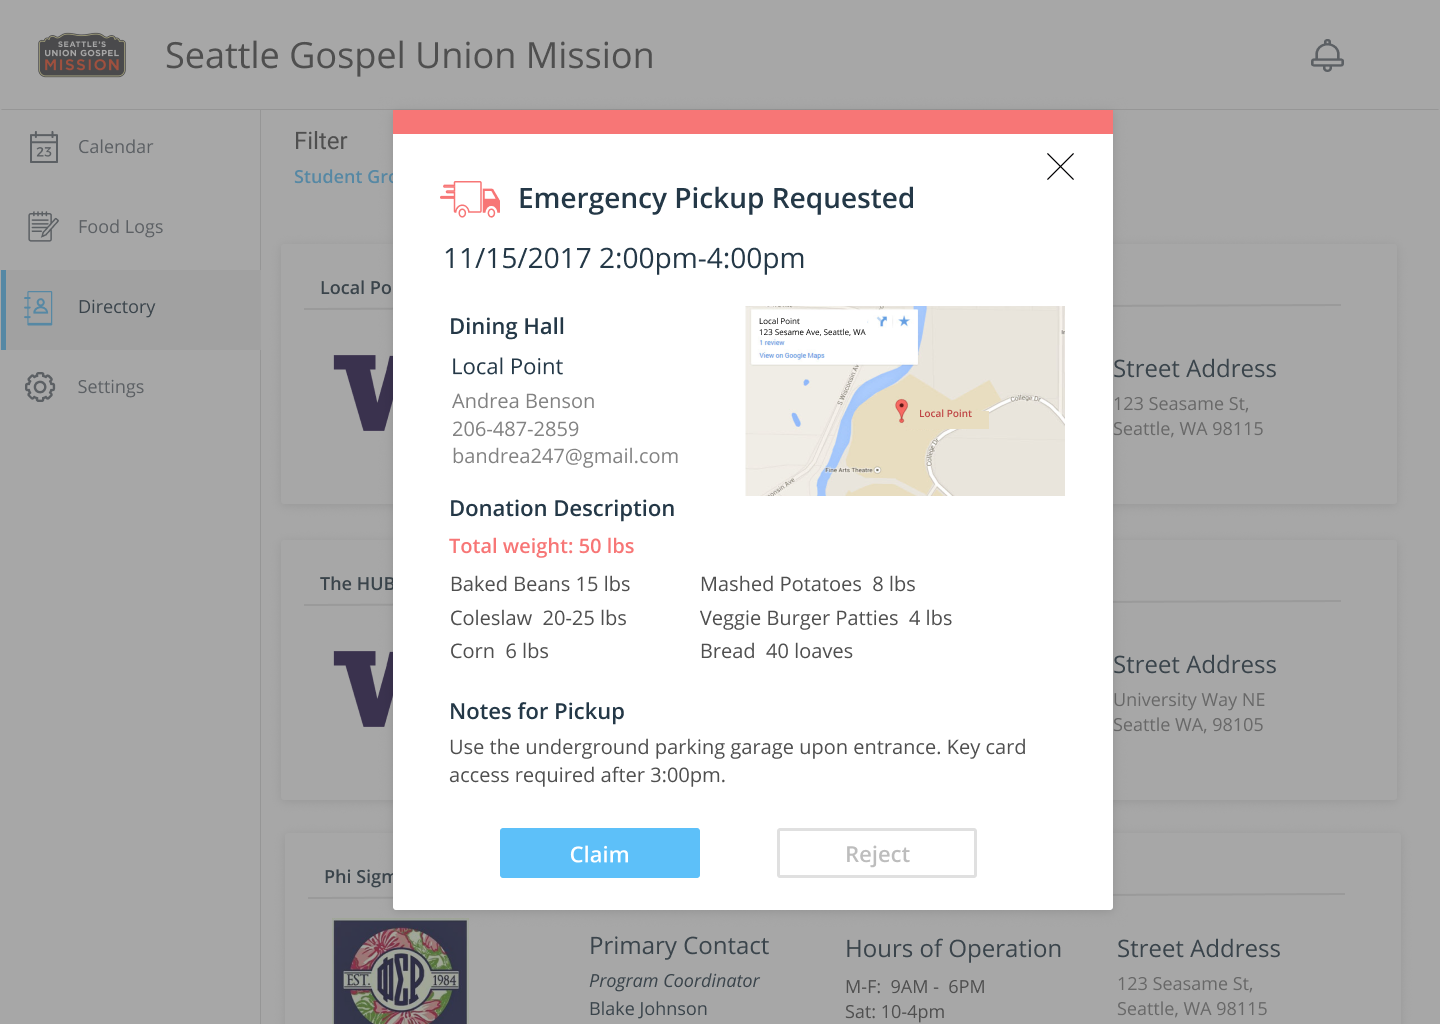 SEATTLE'S
UNION GOSPEL
MISSION
Seattle Gospel Union Mission
23
Calendar
Food Logs
Directory
Settings
Filter
Student Gro
Local Po
Street Address
123 Seasame St,
Seattle, WA 98115
The HUB
Street Address
University Way NE
Seattle WA, 98105
Phi Sigm
EST. ΦΣΡ 1984
Primary Contact
Program Coordinator
Blake Johnson
Hours of Operation
M-F: 9AM - 6PM
Sat: 10-4pm
Street Address
123 Seasame St,
Seattle, WA 98115
Emergency Pickup Requested
11/15/2017 2:00pm-4:00pm
Dining Hall
Local Point
Andrea Benson
206-487-2859
bandrea247@gmail.com
Local Point
123 Sesame Ave, Seattle, WA
1 review
View on Google Maps
S Wisconsin Ave
College Dr
Local Point
College Dr
Fine Arts Theatre
consin Ave
Donation Description
Total weight: 50 lbs
Baked Beans 15 lbs
Mashed Potatoes 8 lbs
Coleslaw 20-25 lbs
Veggie Burger Patties 4 lbs
Corn 6 lbs
Bread 40 loaves
Notes for Pickup
Use the underground parking garage upon entrance. Key card
access required after 3:00pm.
Claim
Reject